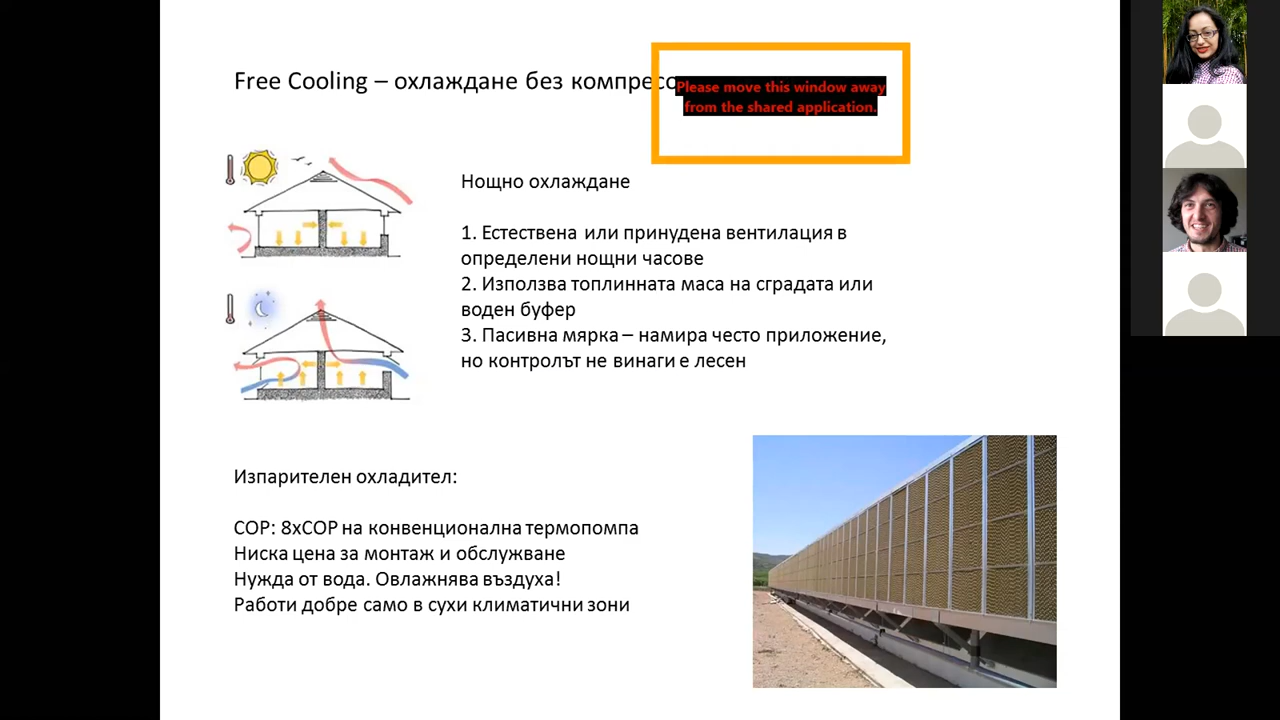 Free Cooling – охлаждане без компресо
Please move this window away
from the shared application.
Нощно охлаждане
1. Естествена или принудена вентилация в
определени нощни часове
2. Използва топлинната маса на сградата или
воден буфер
3. Пасивна мярка – намира често приложение,
но контролът не винаги е лесен
Изпарителен охладител:
COP: 8xCOP на конвенционална термопомпа
Ниска цена за монтаж и обслужване
Нужда от вода. Овлажнява въздуха!
Работи добре само в сухи климатични зони